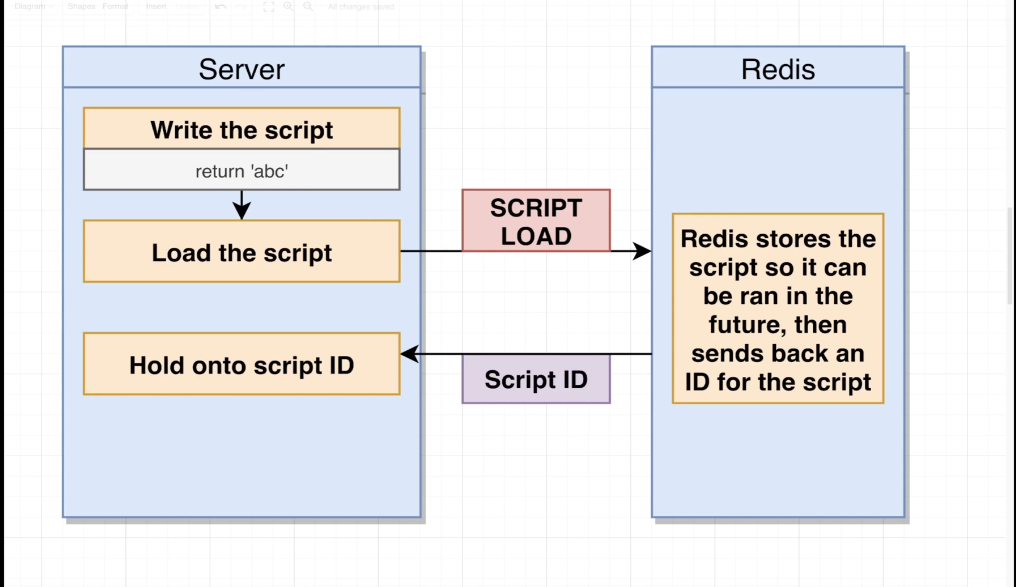 Diagram Shapes Format Insert All changes saved
Server
Write the script
return 'abc'
Load the script
Hold onto script ID
SCRIPT
LOAD
Script ID
Redis
Redis stores the
script so it can
be ran in the
future, then
sends back an
ID for the script